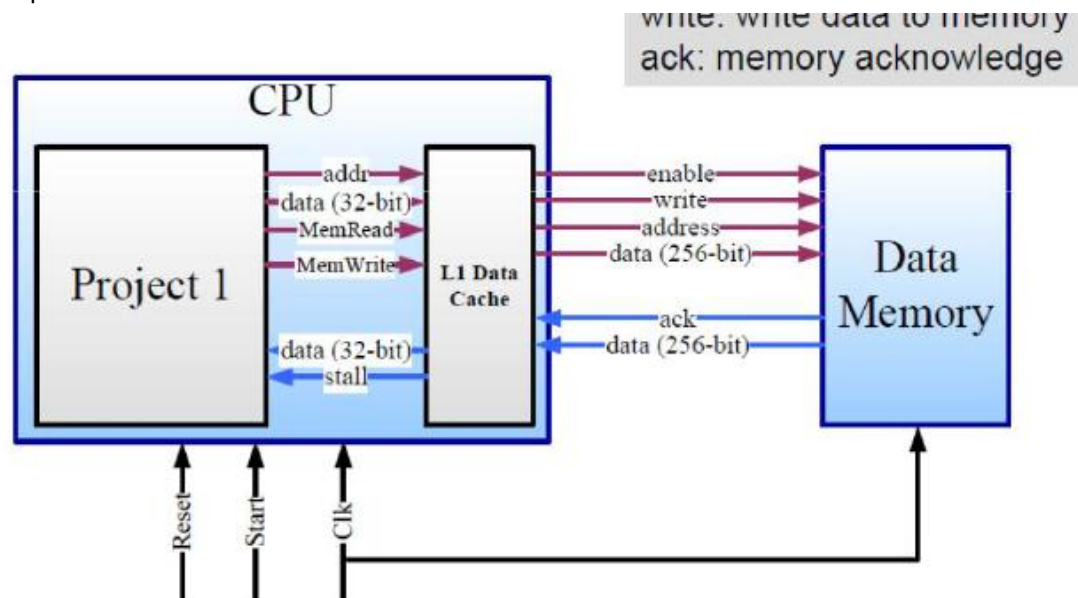 write: write data to memory
ack: memory acknowledge
CPU
addr
data (32-bit)
MemRead
MemWrite
Project 1
L1 Data
Cache
data (32-bit)
stall
enable
write
address
data (256-bit)
ack
data (256-bit)
Data
Memory
Reset
Start
Clk